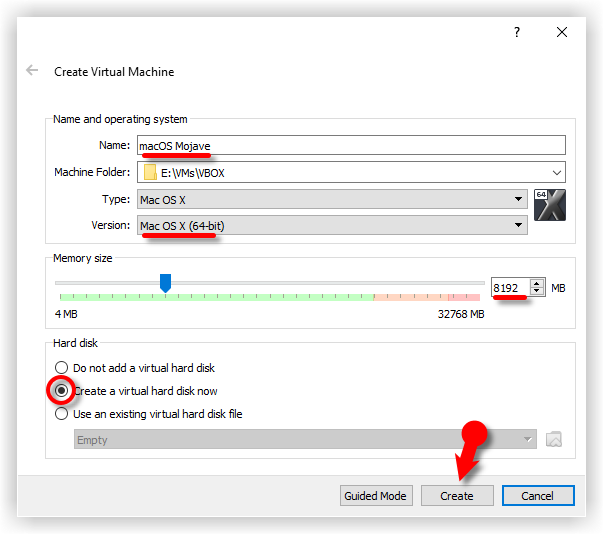 ?
Create Virtual Machine
Name and operating system
Name: macOS Mojave
Machine Folder: E:\VMs\VBOX
Type: Mac OS X
64
Version: Mac OS X (64-bit)
Memory size
8192 MB
4 MB 32768 MB
Hard disk
Do not add a virtual hard disk
Create a virtual hard disk now
Use an existing virtual hard disk file
Empty
Guided Mode Create Cancel